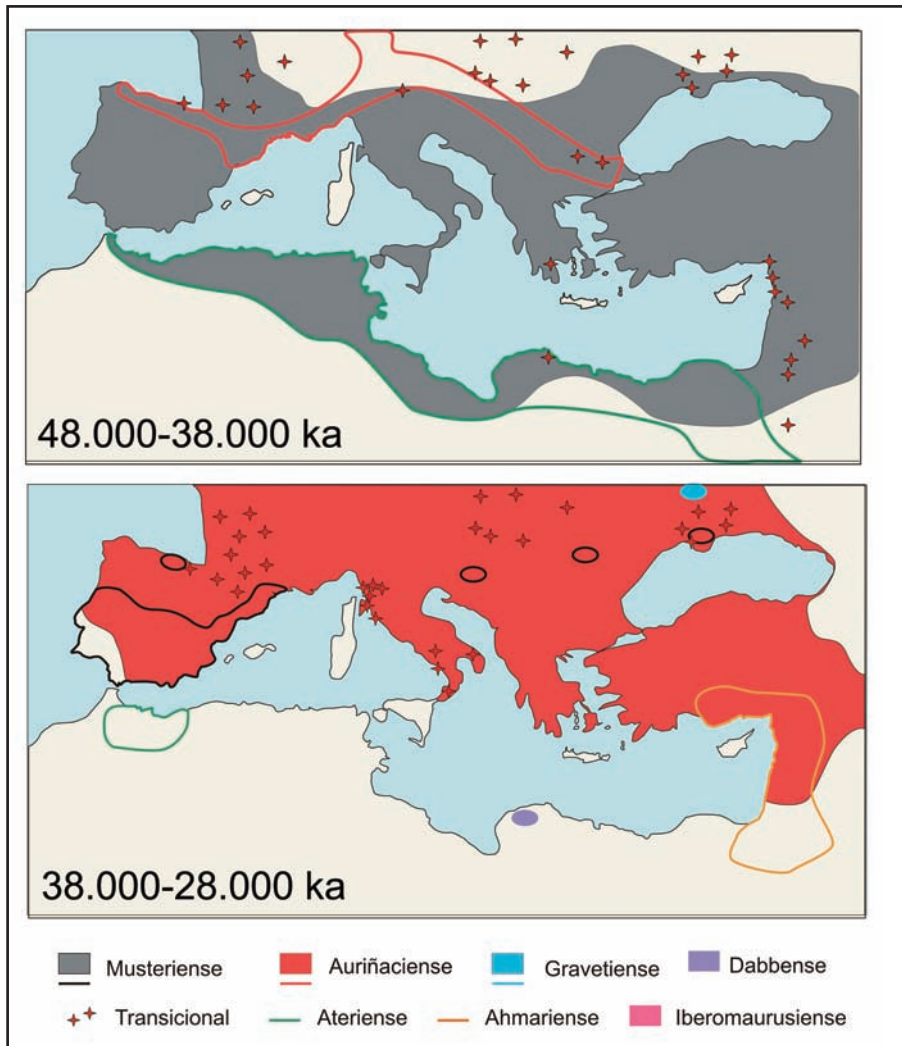 48.000-38.000 ka
38.000-28.000 ka
Musteriense Auriñaciense Gravetiense Dabbense
Transicional Ateriense Ahmariense Iberomaurusiense